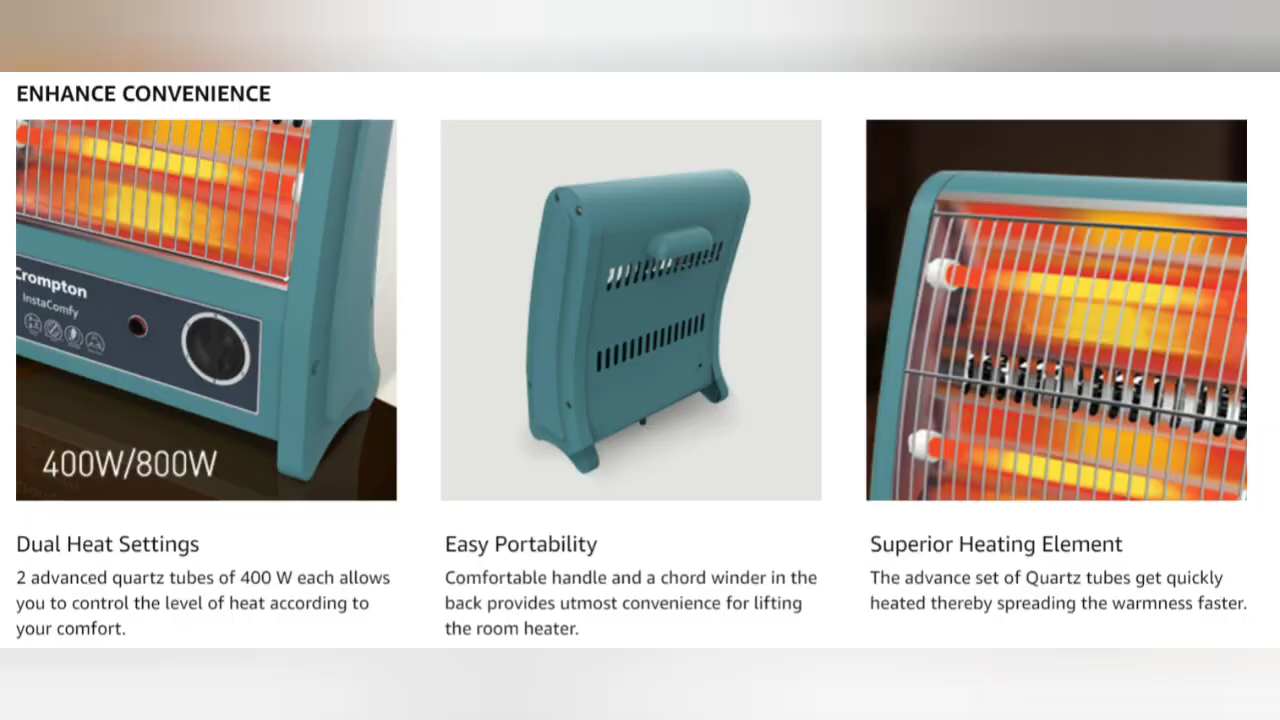 ENHANCE CONVENIENCE
Crompton
InstaComfy
400W/800W
Dual Heat Settings
2 advanced quartz tubes of 400 W each allows
you to control the level of heat according to
your comfort.
Easy Portability
Comfortable handle and a chord winder in the
back provides utmost convenience for lifting
the room heater.
Superior Heating Element
The advance set of Quartz tubes get quickly
heated thereby spreading the warmness faster.